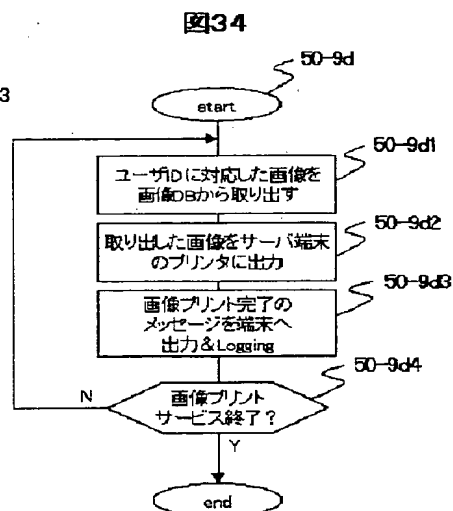 図34
50-9d
3
start
50-9d1
ユーザIDに対応した画像を
画像DBから取り出す
50-9d2
取り出した画像をサーバ端末
のプリンタに出力
50-9d3
画像プリント完了の
メッセージを端末へ
出力&Logging
50-9d4
画像プリント
サービス終了?
N
Y
end